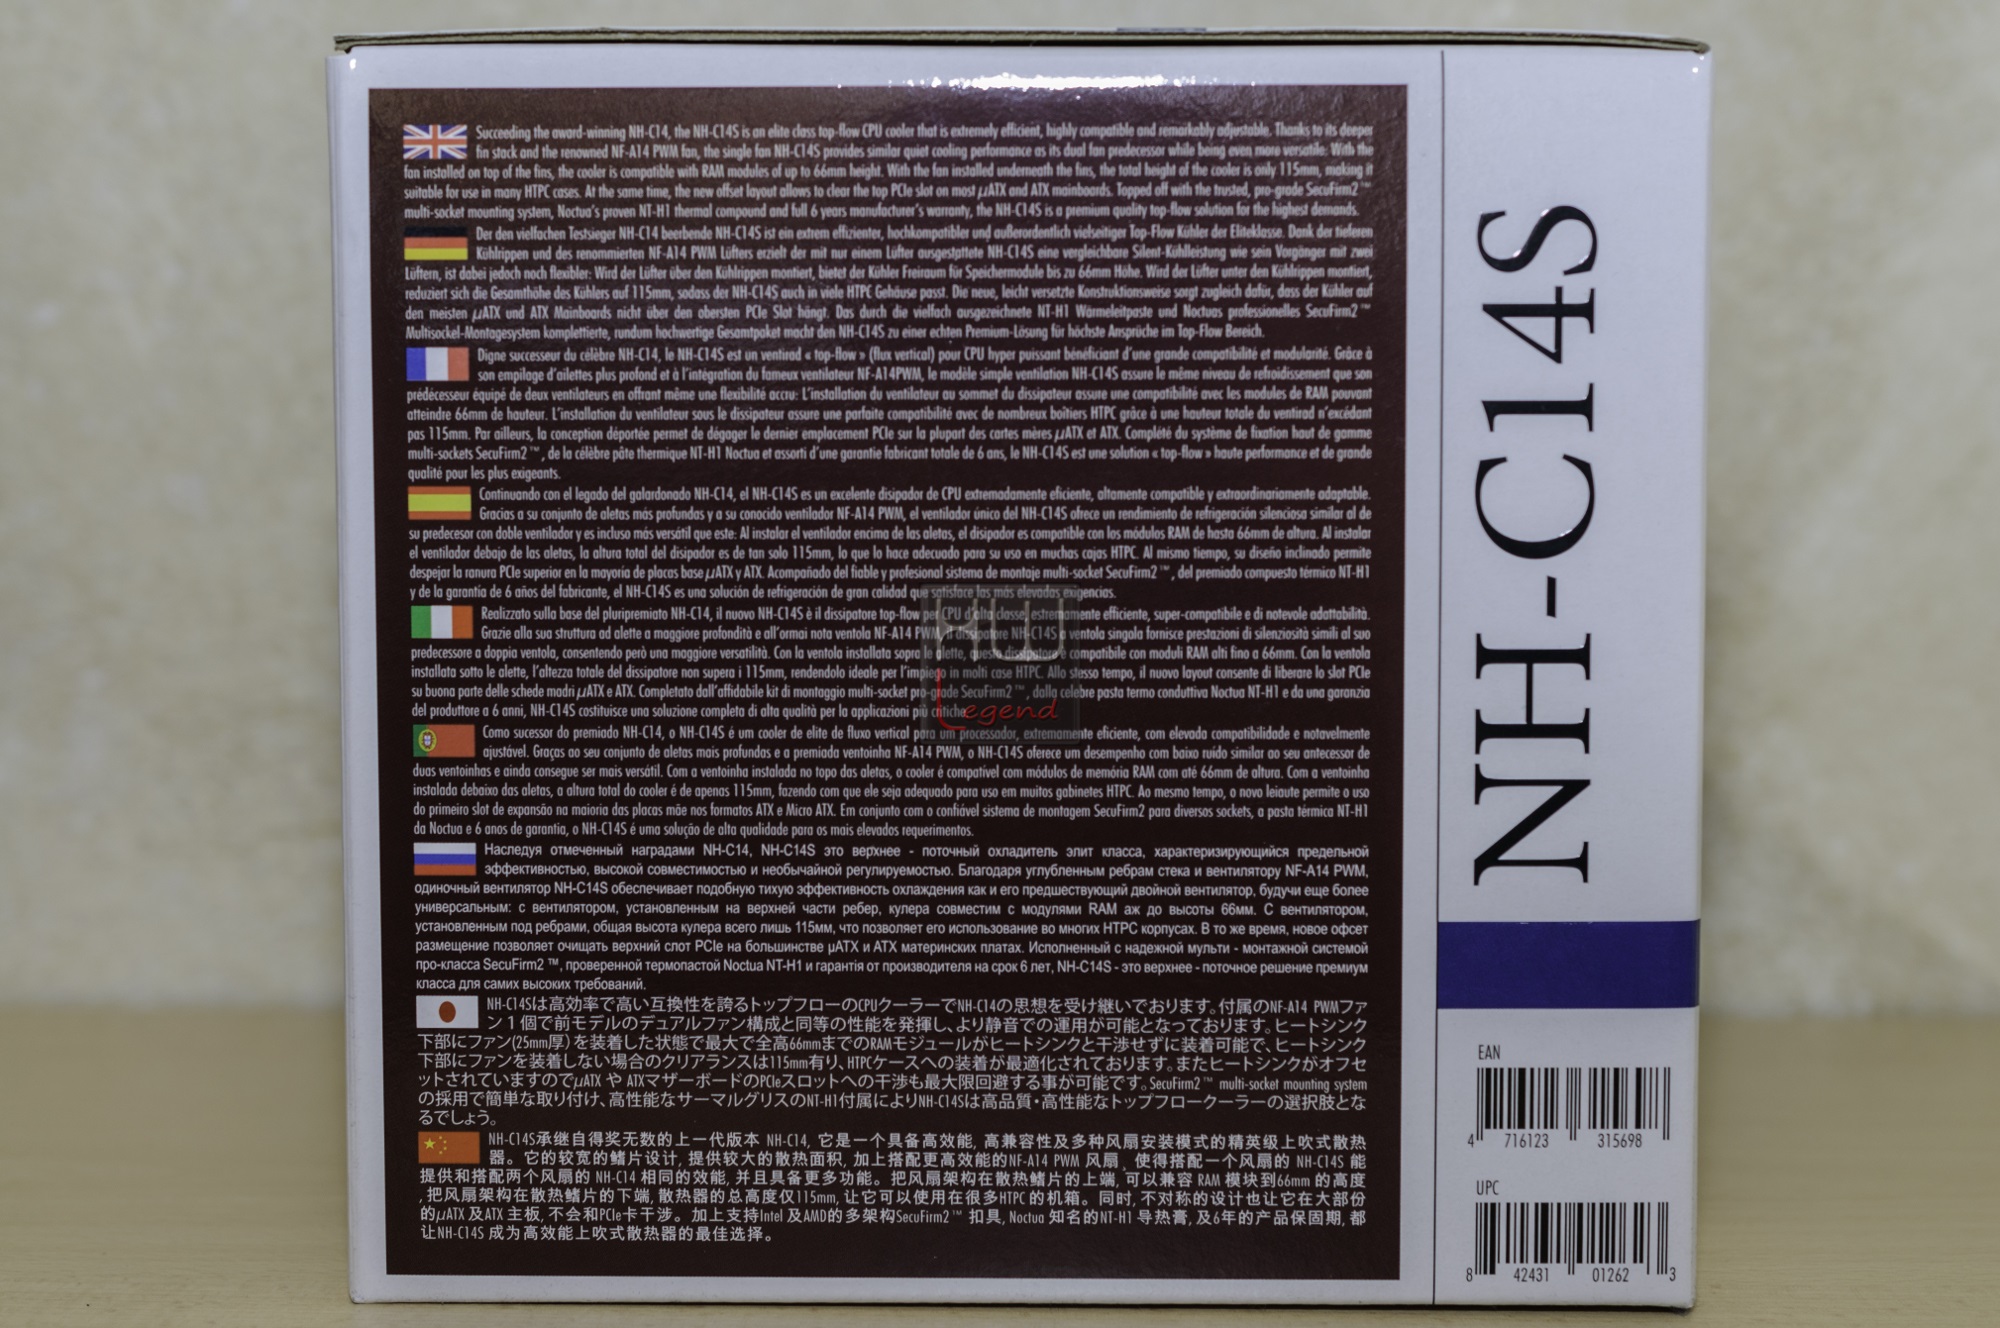 Succeeding the award-winning NH-C14, the NH-C14S is an elite class top-flow CPU cooler that is extremely efficient, highly compatible and remarkably adjustable. Thanks to its deeper
fin stack and the renowned NF-A14 PWM fan, the single fan NH-C14S provides similar quiet cooling performance as its dual fan predecessor while being even more versatile: With the
fan installed on top of the fins, the cooler is compatible with RAM modules of up to 66mm height. With the fan installed underneath the fins, the total height of the cooler is only 115mm, making it
suitable for use in many HTPC cases. At the same time, the new offset layout allows to clear the top PCIe slot on most µATX and ATX mainboards. Topped off with the trusted, pro-grade SecuFirm2™
multi-socket mounting system, Noctua's proven NT-H1 thermal compound and full 6 years manufacturer's warranty, the NH-C14S is a premium quality top-flow solution for the highest demands.
Der den vielfachen Testsieger NH-C14 beerbende NH-C14S ist ein extrem effizienter, hochkompatibler und außerordentlich vielseitiger Top-Flow Kühler der Eliteklasse. Dank der tieferen
Kühlrippen und des renommierten NF-A14 PWM Lüfters erzielt der mit nur einem Lüfter ausgestattete NH-C14S eine vergleichbare Silent-Kühlleistung wie sein Vorgänger mit zwei
Lüftern, ist dabei jedoch noch flexibler: Wird der Lüfter über den Kühlrippen montiert, bietet der Kühler Freiraum für Speichermodule bis zu 66mm Höhe. Wird der Lüfter unter den Kühlrippen montiert,
reduziert sich die Gesamthöhe des Kühlers auf 115mm, sodass der NH-C14S auch in viele HTPC Gehäuse passt. Die neue, leicht versetzte Konstruktionsweise sorgt zugleich dafür, dass der Kühler auf
den meisten µATX und ATX Mainboards nicht über den obersten PCIe Slot hängt. Das durch die vielfach ausgezeichnete NT-H1 Wärmeleitpaste und Noctuas professionelles SecuFirm2™
Multisockel-Montagesystem komplettierte, rundum hochwertige Gesamtpaket macht den NH-C14S zu einer echten Premium-Lösung für höchste Ansprüche im Top-Flow Bereich.
Digne successeur du célèbre NH-C14, le NH-C14S est un ventirad « top-flow » (flux vertical) pour CPU hyper puissant bénéficiant d'une grande compatibilité et modularité. Grâce à
son empilage d'ailettes plus profond et à l'intégration du fameux ventilateur NF-A14PWM, le modèle simple ventilation NH-C14S assure le même niveau de refroidissement que son
prédécesseur équipé de deux ventilateurs en offrant même une flexibilité accru: L'installation du ventilateur au sommet du dissipateur assure une compatibilité avec les modules de RAM pouvant
atteindre 66mm de hauteur. L'installation du ventilateur sous le dissipateur assure une parfaite compatibilité avec de nombreux boîtiers HTPC grâce à une hauteur totale du ventirad n'excédant
pas 115mm. Par ailleurs, la conception déportée permet de dégager le dernier emplacement PCIe sur la plupart des cartes mères µATX et ATX. Complété du système de fixation haut de gamme
multi-sockets SecuFirm2™, de la célèbre pâte thermique NT-H1 Noctua et assorti d'une garantie fabricant totale de 6 ans, le NH-C14S est une solution « top-flow » haute performance et de grande
qualité pour les plus exigeants.
Continuando con el legado del galardonado NH-C14, el NH-C14S es un excelente disipador de CPU extremadamente eficiente, altamente compatible y extraordinariamente adaptable.
Gracias a su conjunto de aletas más profundas y a su conocido ventilador NF-A14 PWM, el ventilador único del NH-C14S ofrece un rendimiento de refrigeración silenciosa similar al de
su predecesor con doble ventilador y es incluso más versátil que este: Al instalar el ventilador encima de las aletas, el disipador es compatible con los módulos RAM de hasta 66mm de altura. Al instalar
el ventilador debajo de las aletas, la altura total del disipador es de tan solo 115mm, lo que lo hace adecuado para su uso en muchas cajas HTPC. Al mismo tiempo, su diseño inclinado permite
despejar la ranura PCIe superior en la mayoría de placas base µATX y ATX. Acompañado del fiable y profesional sistema de montaje multi-socket SecuFirm2™, del premiado compuesto térmico NT-H1
y de la garantía de 6 años del fabricante, el NH-C14S es una solución de refrigeración de gran calidad que satisface las más elevadas exigencias.
Realizzato sulla base del pluripremiato NH-C14, il nuovo NH-C14S è il dissipatore top-flow per CPU d'alta classe, estremamente efficiente, super-compatibile e di notevole adattabilità.
Grazie alla sua struttura ad alette a maggiore profondità e all'ormai nota ventola NF-A14 PWM, il dissipatore NH-C14S a ventola singola fornisce prestazioni di silenziosità simili al suo
predecessore a doppia ventola, consentendo però una maggiore versatilità. Con la ventola installata sopra le alette, questo dissipatore è compatibile con moduli RAM alti fino a 66mm. Con la ventola
installata sotto le alette, l'altezza totale del dissipatore non supera i 115mm, rendendolo ideale per l'impiego in molti case HTPC. Allo stesso tempo, il nuovo layout consente di liberare lo slot PCIe
su buona parte delle schede madri µATX e ATX. Completato dall'affidabile kit di montaggio multi-socket pro-grade SecuFirm2™, dalla celebre pasta termo conduttiva Noctua NT-H1 e da una garanzia
del produttore a 6 anni, NH-C14S costituisce una soluzione completa di alta qualità per la applicazioni più critiche.
Como sucessor do premiado NH-C14, o NH-C14S é um cooler de elite de fluxo vertical para um processador, extremamente eficiente, com elevada compatibilidade e notavelmente
ajustável. Graças ao seu conjunto de aletas mais profundas e a premiada ventoinha NF-A14 PWM, o NH-C14S oferece um desempenho com baixo ruído similar ao seu antecessor de
duas ventoinhas e ainda consegue ser mais versátil. Com a ventoinha instalada no topo das aletas, o cooler é compatível com módulos de memória RAM com até 66mm de altura. Com a ventoinha
instalada debaixo das aletas, a altura total do cooler é de apenas 115mm, fazendo com que ele seja adequado para uso em muitos gabinetes HTPC. Ao mesmo tempo, o novo leiaute permite o uso
do primeiro slot de expansão na maioria das placas mãe nos formatos ATX e Micro ATX. Em conjunto com o confiável sistema de montagem SecuFirm2 para diversos sockets, a pasta térmica NT-H1
da Noctua e 6 anos de garantia, o NH-C14S é uma solução de alta qualidade para os mais elevados requerimentos.
Наследуя отмеченный наградами NH-C14, NH-C14S это верхнее - поточный охладитель элит класса, характеризирующийся предельной
эффективностью, высокой совместимостью и необычайной регулируемостью. Благодаря углубленным ребрам стека и вентилятору NF-A14 PWM,
одиночный вентилятор NH-C14S обеспечивает подобную тихую эффективность охлаждения как и его предшествующий двойной вентилятор, будучи еще более
универсальным: с вентилятором, установленным на верхней части ребер, кулера совместим с модулями RAM аж до высоты 66мм. С вентилятором,
установленным под ребрами, общая высота кулера всего лишь 115мм, что позволяет его использование во многих HTPC корпусах. В то же время, новое офсет
размещение позволяет очищать верхний слот PCIe на большинстве µATX и ATX материнских платах. Исполненный с надежной мульти - монтажной системой
про-класса SecuFirm2 ™, проверенной термопастой Noctua NT-H1 и гарантія от производителя на срок 6 лет, NH-C14S - это верхнее - поточное решение премиум
класса для самих высоких требований.
NH-C14Sは高効率で高い互換性を誇るトップフローのCPUクーラーでNH-C14の思想を受け継いでおります。付属のNF-A14 PWMファ
ン1個で前モデルのデュアルファン構成と同等の性能を発揮し、より静音での運用が可能となっております。ヒートシンク
下部にファン(25mm厚)を装着した状態で最大で全高66mmまでのRAMモジュールがヒートシンクと干渉せずに装着可能で、ヒートシンク
下部にファンを装着しない場合のクリアランスは115mm有り、HTPCケースへの装着が最適化されております。またヒートシンクがオフセ
ットされていますのでµATX や ATXマザーボードのPCIeスロットへの干渉も最大限回避する事が可能です。SecuFirm2™ multi-socket mounting system
の採用で簡単な取り付け、高性能なサーマルグリスのNT-H1付属によりNH-C14Sは高品質・高性能なトップフロークーラーの選択肢とな
るでしょう。
NH-C14S承继自得奖无数的上一代版本 NH-C14, 它是一个具备高效能, 高兼容性及多种风扇安装模式的精英级上吹式散热
器。它的较宽的鳍片设计, 提供较大的散热面积, 加上搭配更高效能的NF-A14 PWM 风扇, 使得搭配一个风扇的 NH-C14S 能
提供和搭配两个风扇的 NH-C14 相同的效能, 并且具备更多功能。把风扇架构在散热鳍片的上端, 可以兼容 RAM 模块到66mm 的高度
, 把风扇架构在散热鳍片的下端, 散热器的总高度仅115mm, 让它可以使用在很多HTPC 的机箱。同时, 不对称的设计也让它在大部份
的µATX 及ATX 主板, 不会和PCIe卡干涉。加上支持Intel 及AMD的多架构SecuFirm2™ 扣具, Noctua 知名的NT-H1 导热膏, 及6年的产品保固期, 都
让NH-C14S 成为高效能上吹式散热器的最佳选择。
HW
Legend
NH-C14S
EAN
4 716123 315698
UPC
8 42431 01262 3